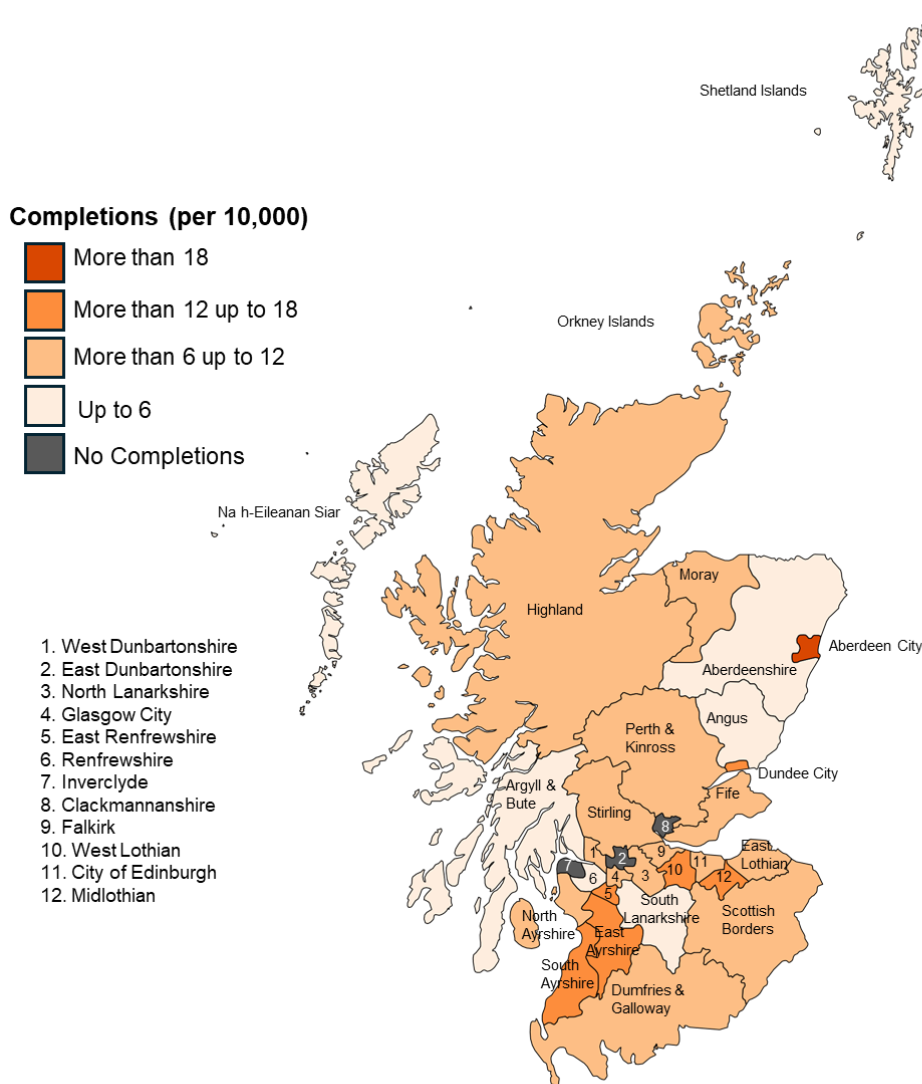 Shetland Islands
Completions (per 10,000)
More than 18
More than 12 up to 18
More than 6 up to 12
Up to 6
No Completions
Orkney Islands
Na h-Eileanan Siar
Highland
Moray
Aberdeen City
Aberdeenshire
Angus
Perth &
Kinross
Dundee City
Fife
Argyll &
Bute
Stirling
1. West Dunbartonshire
2. East Dunbartonshire
3. North Lanarkshire
4. Glasgow City
5. East Renfrewshire
6. Renfrewshire
7. Inverclyde
8. Clackmannanshire
9. Falkirk
10. West Lothian
11. City of Edinburgh
12. Midlothian
8
1
2
9
10
11
12
7
6
4
3
5
East
Lothian
South
Lanarkshire
Scottish
Borders
North
Ayrshire
East
Ayrshire
South
Ayrshire
Dumfries &
Galloway